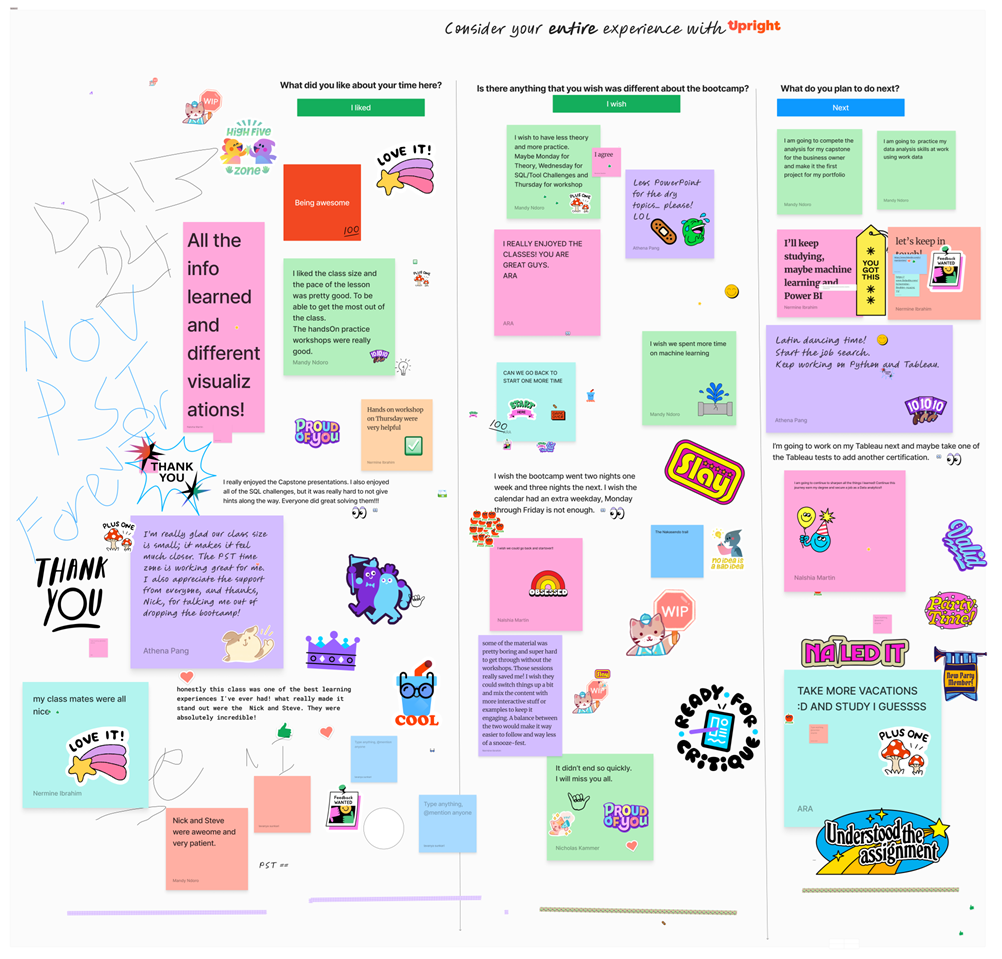 Consider your entire experience with Upright
What did you like about your time here?
I liked
WIP
HIGH FIVE
ZONE
LOVE IT!
Being awesome
100
All the
info
learned
and
different
visualiz
ations!
I liked the class size and
the pace of the lesson
was pretty good. To be
able to get the most out of
the class.
The handsOn practice
workshops were really
good.
Mandy Ndoro
10 10 10
PLUS ONE
DAB
24
NOV
PST
Forever
PROUD
OF YOU
Hands on workshop
on Thursday were
very helpful
Nermine Ibrahim
THANK
YOU
I really enjoyed the Capstone presentations. I also enjoyed
all of the SQL challenges, but it was really hard to not give
hints along the way. Everyone did great solving them!!!
PLUS ONE
I'm really glad our class size
is small; it makes it feel
much closer. The PST time
zone is working great for me.
I also appreciate the support
from everyone, and thanks,
Nick, for talking me out of
dropping the bootcamp!
Athena Pang
THANK
YOU
honestly this class was one of the best learning
experiences I've ever had! what really made it
stand out were the Nick and Steve. They were
absolutely incredible!
COOL
my class mates were all
nice
LOVE IT!
Nermine Ibrahim
Nick and Steve
were aweome and
very patient.
Mandy Ndoro
Feedback
WANTED
Type anything,
@mention anyone
PST ==
Is there anything that you wish was different about the bootcamp?
I wish
I wish to have less theory
and more practice.
Maybe Monday for
Theory, Wednesday for
SQL/Tool Challenges and
Thursday for workshop
Mandy Ndoro
PLUS ONE
I agree
Less PowerPoint
for the dry
topics… please!
LOL
Athena Pang
I REALLY ENJOYED THE
CLASSES! YOU ARE
GREAT GUYS.
ARA
ARA
I wish we spent more time
on machine learning
Mandy Ndoro
CAN WE GO BACK TO
START ONE MORE TIME
START
HERE
100
ARA
Slay
I wish the bootcamp went two nights one
week and three nights the next. I wish the
calendar had an extra weekday, Monday
through Friday is not enough.
I wish we could go back and start over!!
OBSESSED
Nalshia Martin
NO IDEA IS
A BAD IDEA
WIP
some of the material was
pretty boring and super hard
to get through without the
workshops. Those sessions
really saved me! I wish they
could switch things up a bit
and mix the content with
more interactive stuff or
examples to keep it
engaging. A balance between
the two would make it way
easier to follow and way less
of a snooze-fest.
Slay
WIP
READY FOR
CRITIQUE
It didn't end so quickly.
I will miss you all.
PROUD
OF YOU
Nicholas Kammer
What do you plan to do next?
Next
I am going to compete the
analysis for my capstone
for the business owner
and make it the first
project for my portfolio
Mandy Ndoro
I am going to practice my
data analysis skills at work
using work data
Mandy Ndoro
I'll keep
studying,
maybe machine
learning and
Power BI
Nermine Ibrahim
YOU
GOT
THIS
let's keep in
touch!
Feedback
WANTED
Nermine Ibrahim
Latin dancing time!
Start the job search.
Keep working on Python and Tableau.
Athena Pang
10 10 10
I'm going to work on my Tableau next and maybe take one of
the Tableau tests to add another certification.
Nalshia Martin
Party
Time!
NAILED IT
New Party
Member!
TAKE MORE VACATIONS
:D AND STUDY I GUESSSS
PLUS ONE
ARA
Understood the
assignment